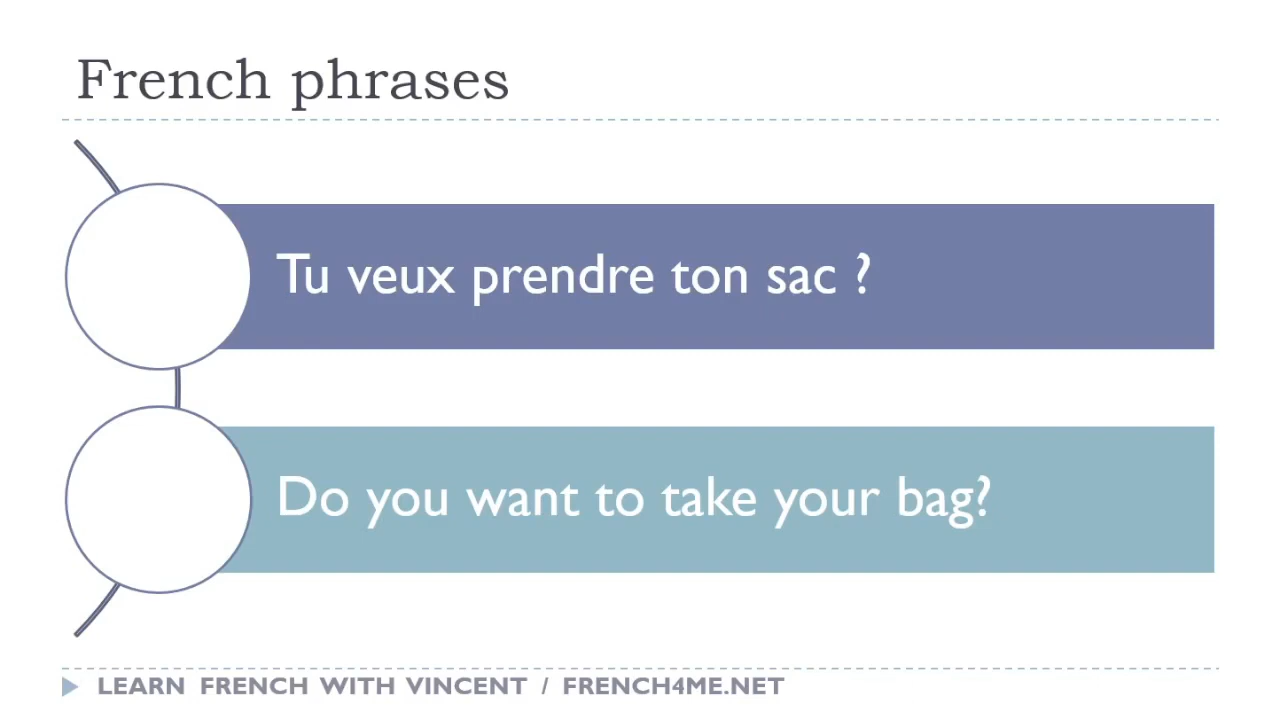 French phrases
Tu veux prendre ton sac ?
Do you want to take your bag?
LEARN FRENCH WITH VINCENT / FRENCH4ME.NET